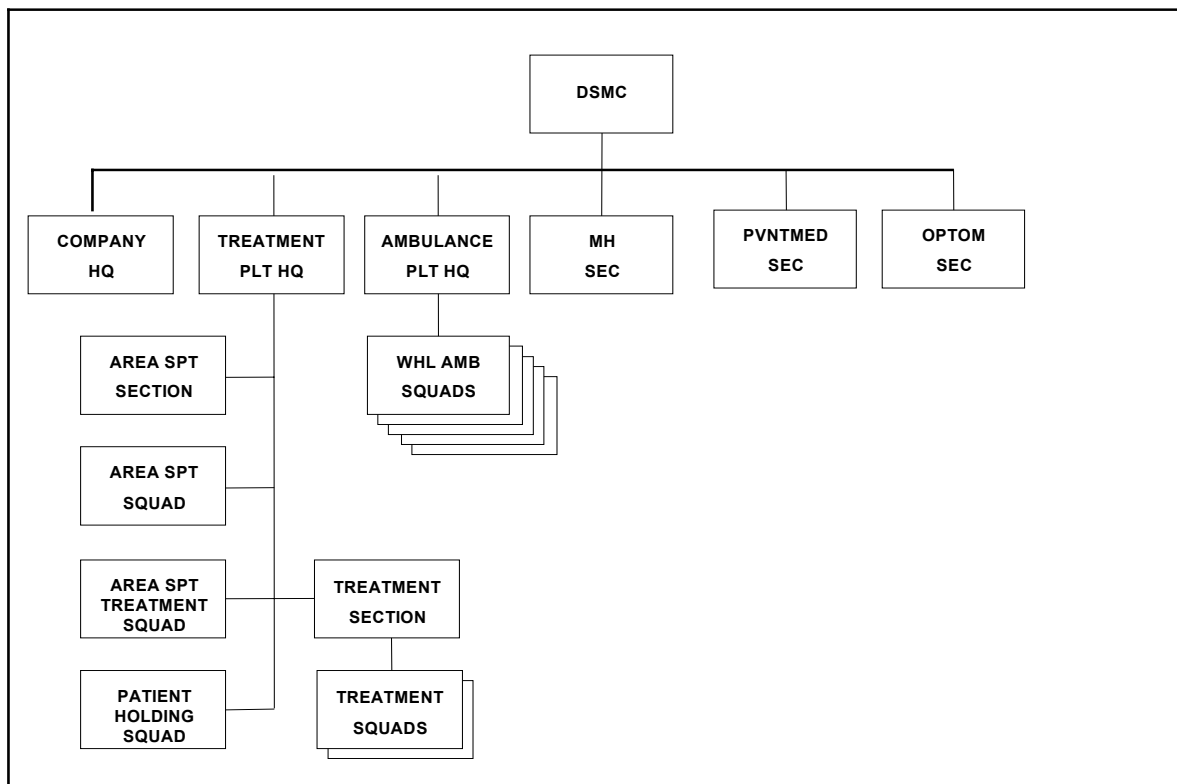 DSMC
COMPANY
HQ
TREATMENT
PLT HQ
AMBULANCE
PLT HQ
MH
SEC
PVNTMED
SEC
OPTOM
SEC
AREA SPT
SECTION
WHL AMB
SQUADS
AREA SPT
SQUAD
AREA SPT
TREATMENT
SQUAD
TREATMENT
SECTION
PATIENT
HOLDING
SQUAD
TREATMENT
SQUADS